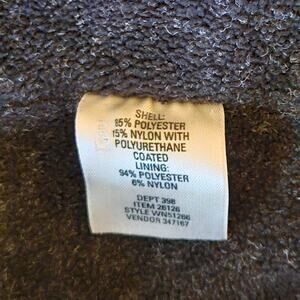 SHELL:
85% POLYESTER
15% NYLON WITH
POLYURETHANE
COATED
LINING:
94% POLYESTER
6% NYLON
DEPT 398
ITEM 26126
STYLE WN51266
VENDOR 347167